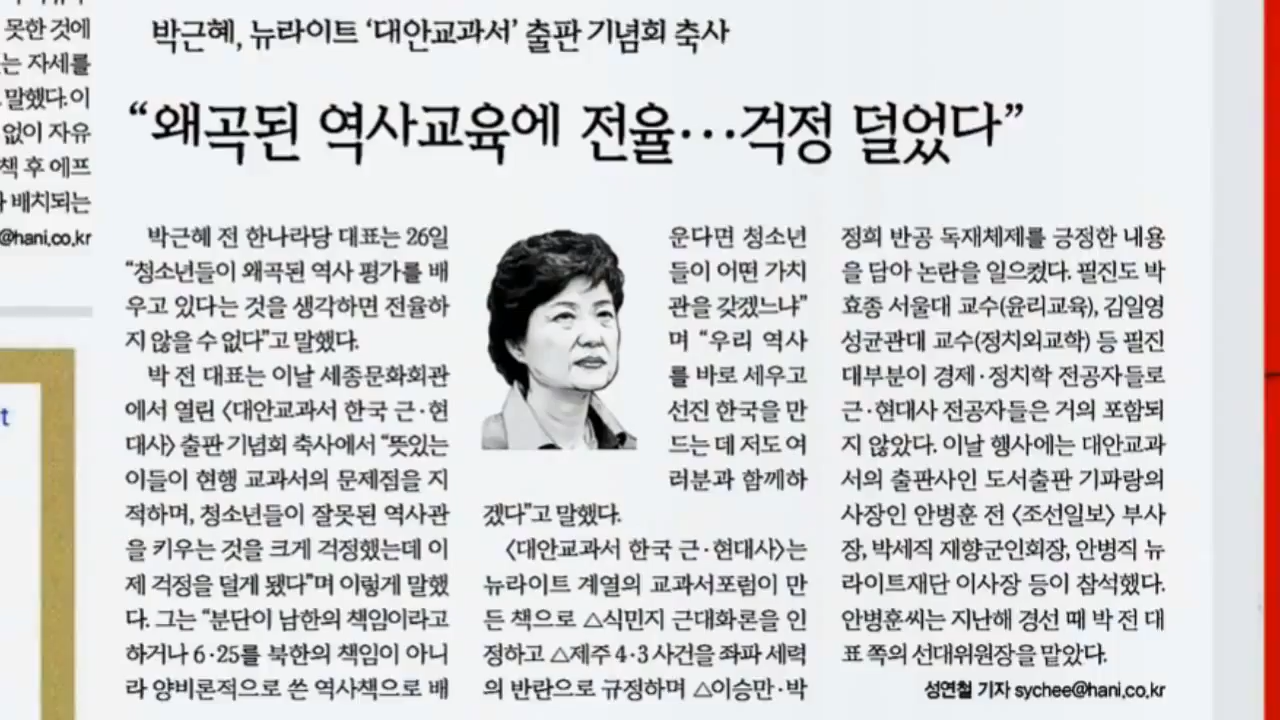 못한 것에
는 자세를
말했다. 이
없이 자유
책 후 에프
배치되는
@hani.co.kr
t
박근혜, 뉴라이트 ‘대안교과서’ 출판 기념회 축사
“왜곡된 역사교육에 전율…걱정 덜었다”
박근혜 전 한나라당 대표는 26일
“청소년들이 왜곡된 역사 평가를 배
우고 있다는 것을 생각하면 전율하
지 않을 수 없다”고 말했다.
박 전 대표는 이날 세종문화회관
에서 열린 〈대안교과서 한국 근·현
대사〉 출판 기념회 축사에서 “뜻있는
이들이 현행 교과서의 문제점을 지
적하며, 청소년들이 잘못된 역사관
을 키우는 것을 크게 걱정했는데 이
제 걱정을 덜게 됐다”며 이렇게 말했
다. 그는 “분단이 남한의 책임이라고
하거나 6·25를 북한의 책임이 아니
라 양비론적으로 쓴 역사책으로 배
운다면 청소년
들이 어떤 가치
관을 갖겠느냐”
며 “우리 역사
를 바로 세우고
선진 한국을 만
드는 데 저도 여
러분과 함께하
겠다”고 말했다.
〈대안교과서 한국 근·현대사〉는
뉴라이트 계열의 교과서포럼이 만
든 책으로 △식민지 근대화론을 인
정하고 △제주 4·3사건을 좌파 세력
의 반란으로 규정하며 △이승만·박
정희 반공 독재체제를 긍정한 내용
을 담아 논란을 일으켰다. 필진도 박
효종 서울대 교수(윤리교육), 김일영
성균관대 교수(정치외교학) 등 필진
대부분이 경제·정치학 전공자들로
근·현대사 전공자들은 거의 포함되
지 않았다. 이날 행사에는 대안교과
서의 출판사인 도서출판 기파랑의
사장인 안병훈 전 〈조선일보〉 부사
장, 박세직 재향군인회장, 안병직 뉴
라이트재단 이사장 등이 참석했다.
안병훈씨는 지난해 경선 때 박 전 대
표 쪽의 선대위원장을 맡았다.
성연철 기자 sychee@hani.co.kr